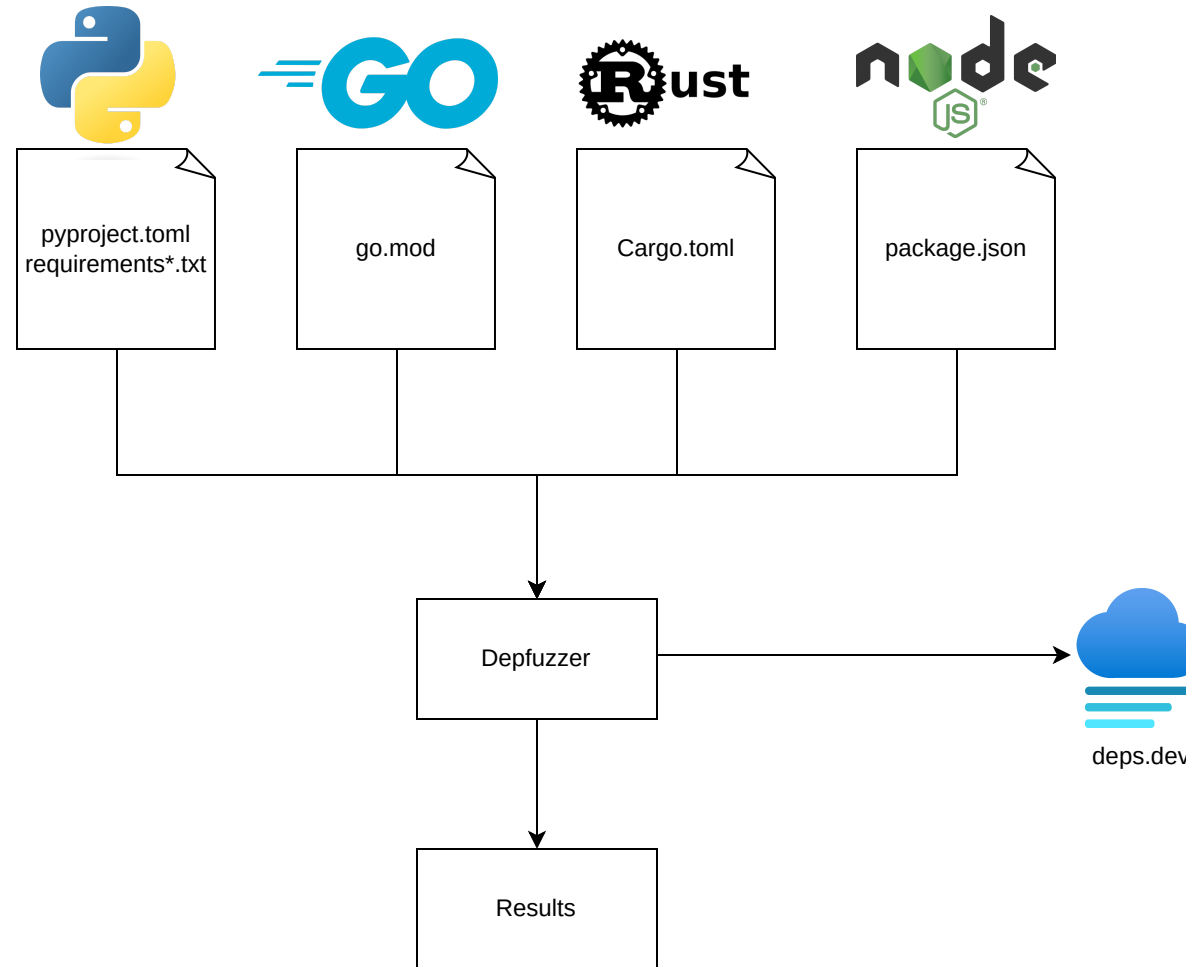 GO
Rust
node
JS®
pyproject.toml
requirements*.txt
go.mod
Cargo.toml
package.json
Depfuzzer
deps.dev
Results